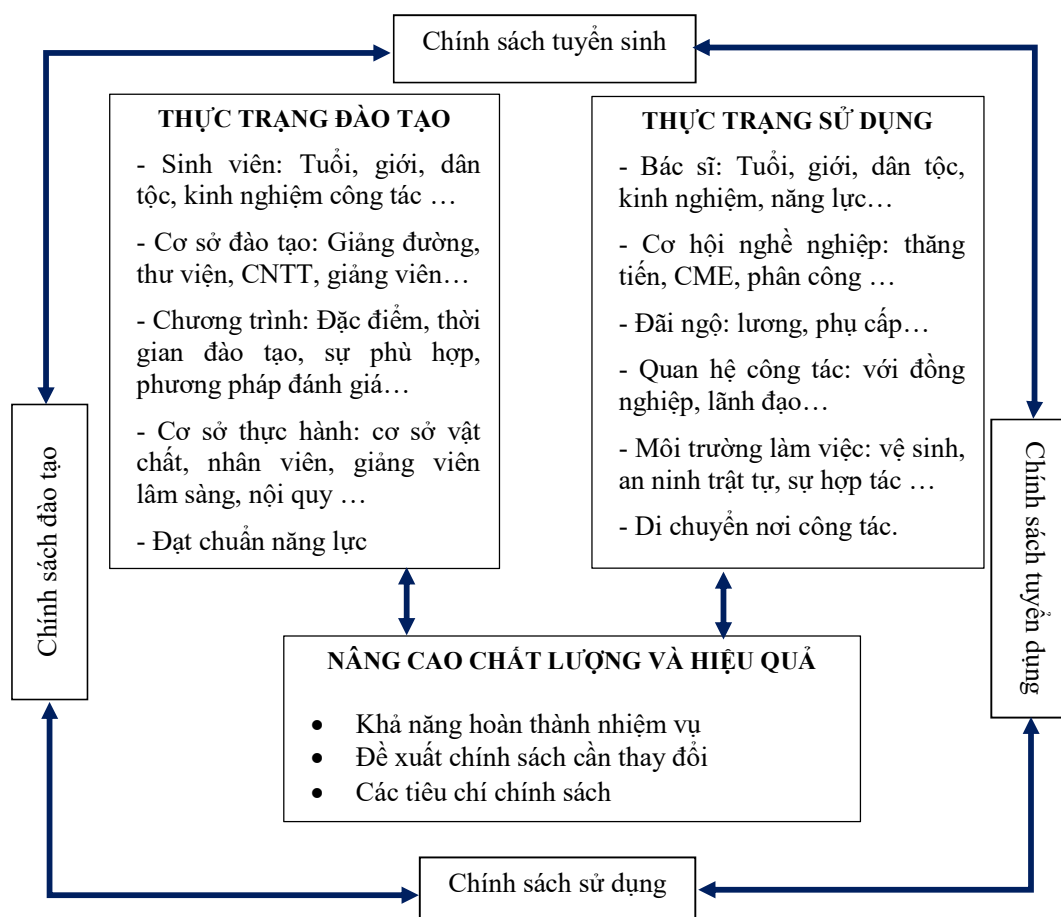 Chính sách tuyển sinh
THỰC TRẠNG ĐÀO TẠO
- Sinh viên: Tuổi, giới, dân
tộc, kinh nghiệm công tác …
- Cơ sở đào tạo: Giảng đường,
thư viện, CNTT, giảng viên…
- Chương trình: Đặc điểm, thời
gian đào tạo, sự phù hợp,
phương pháp đánh giá…
- Cơ sở thực hành: cơ sở vật
chất, nhân viên, giảng viên
lâm sàng, nội quy …
- Đạt chuẩn năng lực
THỰC TRẠNG SỬ DỤNG
- Bác sĩ: Tuổi, giới, dân tộc,
kinh nghiệm, năng lực…
- Cơ hội nghề nghiệp: thăng
tiến, CME, phân công …
- Đãi ngộ: lương, phụ cấp…
- Quan hệ công tác: với đồng
nghiệp, lãnh đạo…
- Môi trường làm việc: vệ sinh,
an ninh trật tự, sự hợp tác …
- Di chuyển nơi công tác.
Chính sách đào tạo
Chính sách tuyển dụng
NÂNG CAO CHẤT LƯỢNG VÀ HIỆU QUẢ
• Khả năng hoàn thành nhiệm vụ
• Đề xuất chính sách cần thay đổi
• Các tiêu chí chính sách
Chính sách sử dụng